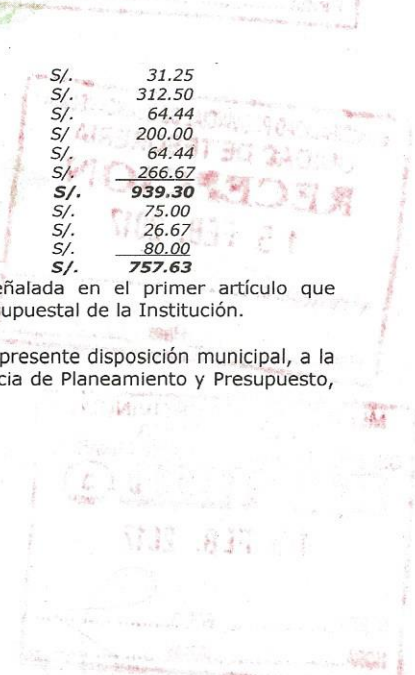 S/. 31.25
S/. 312.50
S/. 64.44
S/ 200.00
S/. 64.44
S/. 266.67
S/. 939.30
S/. 75.00
S/. 26.67
S/. 80.00
S/. 757.63
eñalada en el primer artículo que
upuestal de la Institución.
presente disposición municipal, a la
cia de Planeamiento y Presupuesto,